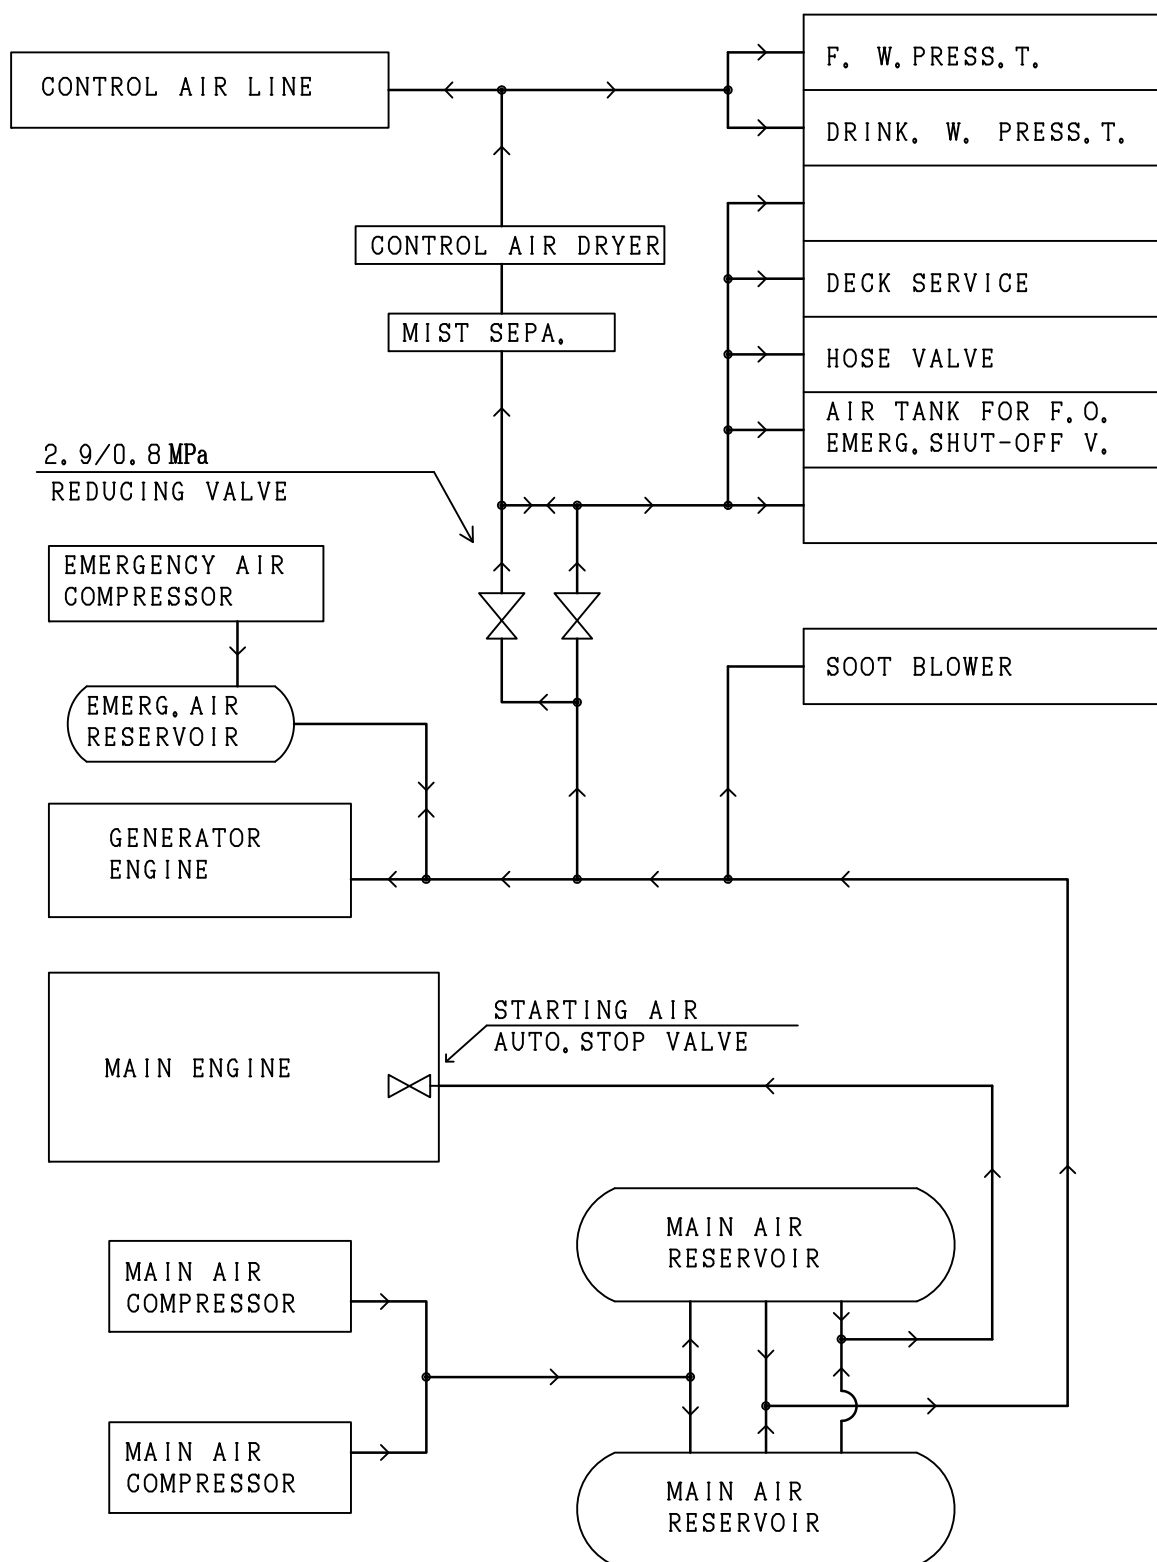 CONTROL AIR LINE
F. W. PRESS. T.
DRINK. W. PRESS. T.
CONTROL AIR DRYER
DECK SERVICE
MIST SEPA.
HOSE VALVE
AIR TANK FOR F. O.
EMERG. SHUT-OFF V.
2. 9/0. 8 MPa
REDUCING VALVE
EMERGENCY AIR
COMPRESSOR
SOOT BLOWER
EMERG. AIR
RESERVOIR
GENERATOR
ENGINE
STARTING AIR
AUTO. STOP VALVE
MAIN ENGINE
MAIN AIR
RESERVOIR
MAIN AIR
COMPRESSOR
MAIN AIR
COMPRESSOR
MAIN AIR
RESERVOIR